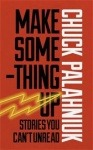 MAKE
SOME
-THING
UP
STORIES YOU
CAN'T UNREAD
CHUCK PALAHNIUK